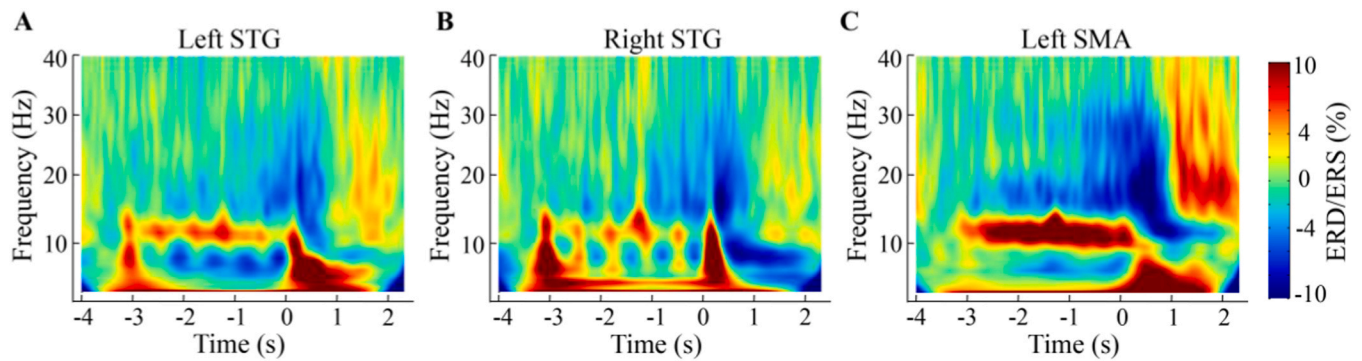 A
Left STG
40
30
20
10
Frequency (Hz)
-4 -3 -2 -1 0 1 2
Time (s)
B
Right STG
40
30
20
10
Frequency (Hz)
-4 -3 -2 -1 0 1 2
Time (s)
C
Left SMA
40
30
20
10
Frequency (Hz)
-4 -3 -2 -1 0 1 2
Time (s)
10
4
0
-4
-10
ERD/ERS (%)